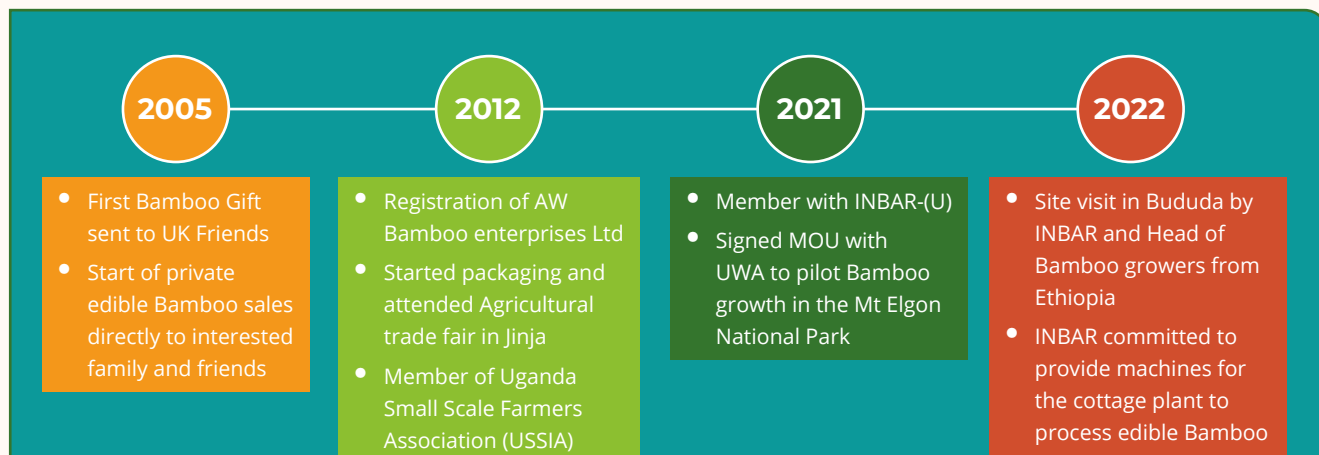 2005
2012
2021
2022
• First Bamboo Gift
sent to UK Friends
• Start of private
edible Bamboo sales
directly to interested
family and friends
• Registration of AW
Bamboo enterprises Ltd
• Started packaging and
attended Agricultural
trade fair in Jinja
• Member of Uganda
Small Scale Farmers
Association (USSIA)
• Member with INBAR-(U)
• Signed MOU with
UWA to pilot Bamboo
growth in the Mt Elgon
National Park
• Site visit in Bududa by
INBAR and Head of
Bamboo growers from
Ethiopia
• INBAR committed to
provide machines for
the cottage plant to
process edible Bamboo